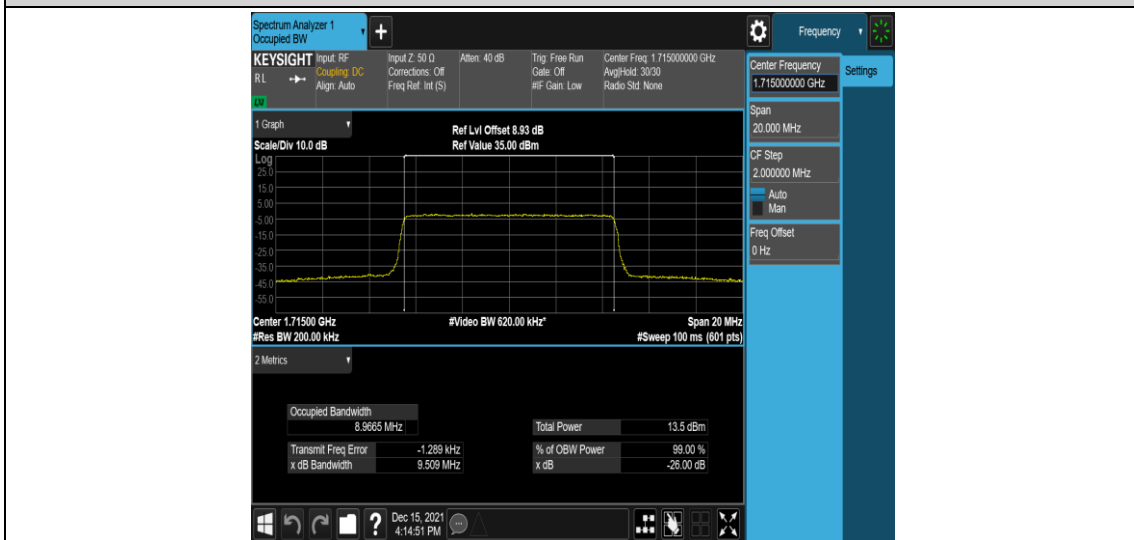 Spectrum Analyzer 1
Occupied BW
+
Frequency
KEYSIGHT
RL
Input: RF
Coupling: DC
Align: Auto
Input Z: 50 Ω
Corrections: Off
Freq Ref: Int (S)
Atten: 40 dB
Trig: Free Run
Gate: Off
#IF Gain: Low
Center Freq: 1.715000000 GHz
Avg|Hold: 30/30
Radio Std: None
Center Frequency
1.715000000 GHz
Settings
Span
20.000 MHz
CF Step
2.000000 MHz
Auto
Man
Freq Offset
0 Hz
1 Graph
Ref Lvl Offset 8.93 dB
Scale/Div 10.0 dB
Ref Value 35.00 dBm
Log
25.0
15.0
5.00
-5.00
-15.0
-25.0
-35.0
-45.0
-55.0
Center 1.71500 GHz
#Video BW 620.00 kHz*
Span 20 MHz
#Res BW 200.00 kHz
#Sweep 100 ms (601 pts)
2 Metrics
Occupied Bandwidth
8.9665 MHz
Total Power 13.5 dBm
Transmit Freq Error -1.289 kHz
% of OBW Power 99.00 %
x dB Bandwidth 9.509 MHz
x dB -26.00 dB
?
Dec 15, 2021
4:14:51 PM